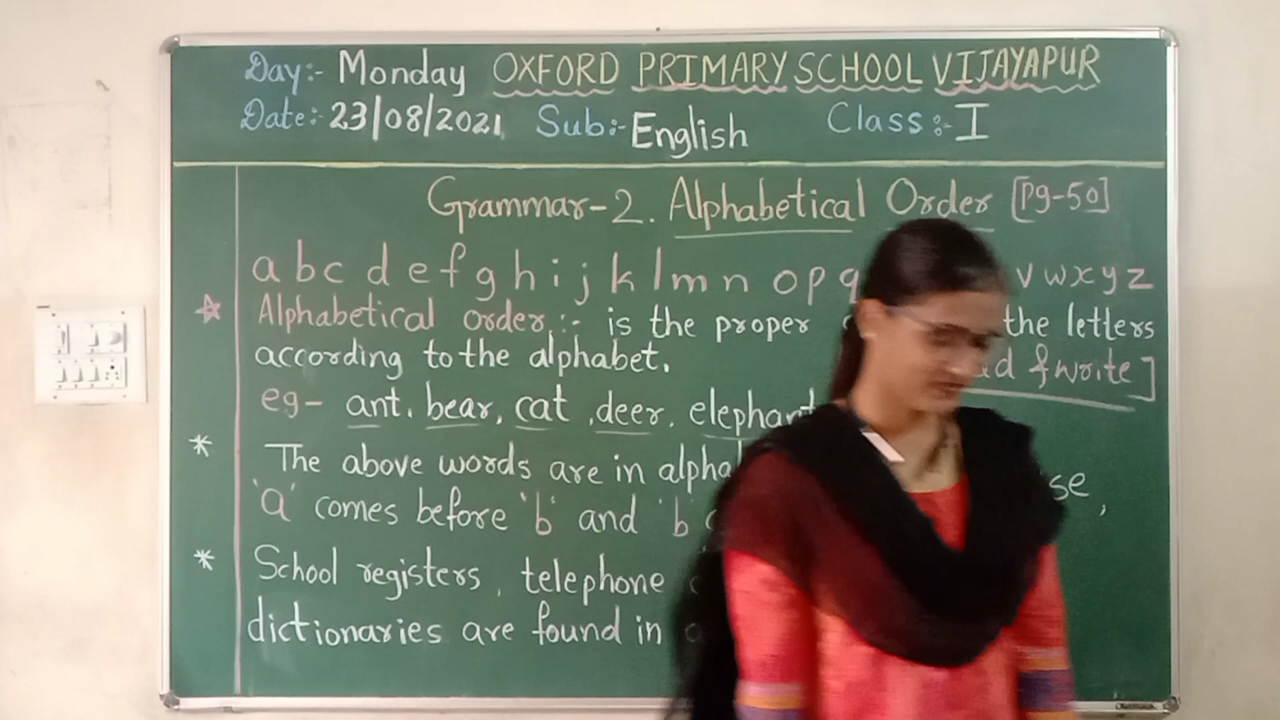 Day:- Monday OXFORD PRIMARY SCHOOL VIJAYAPUR
Date:- 23/08/2021 Sub:- English Class:- I
Grammar-2. Alphabetical Order [Pg-50]
a b c d e f g h i j k l m n o p q v w x y z
Alphabetical order:- is the proper the letters
according to the alphabet. & write]
eg- ant, bear, cat, deer, elephant
* The above words are in
'a' comes before 'b' and 'b'
* School registers, telephone
dictionaries are found in